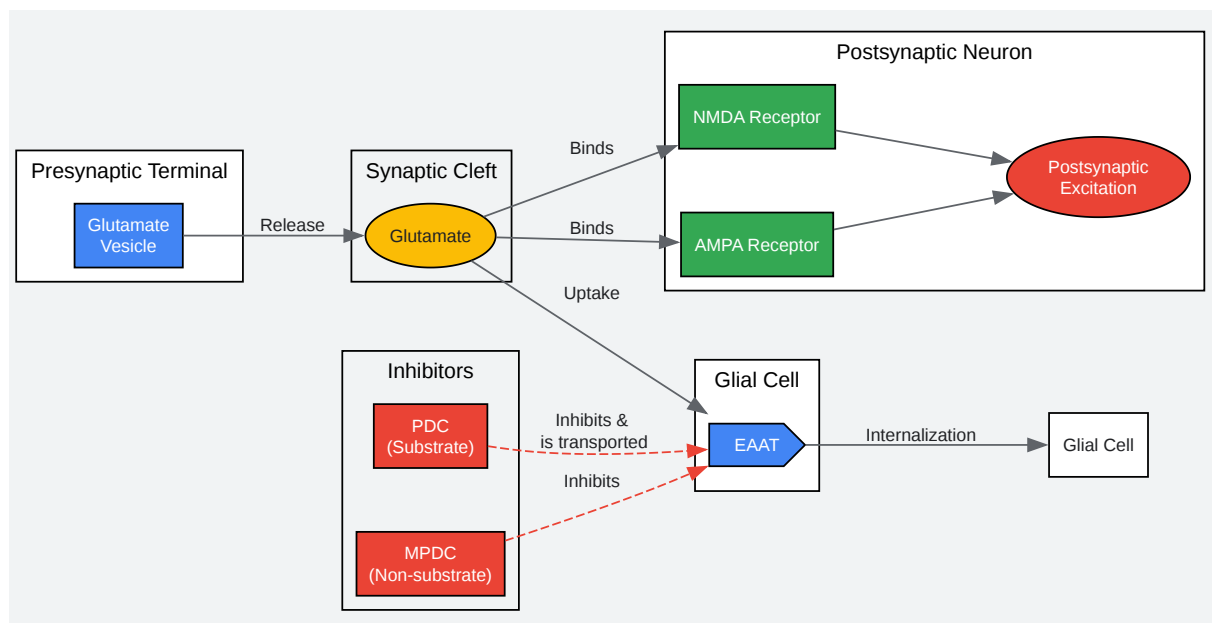 Postsynaptic Neuron
NMDA Receptor
Binds
Postsynaptic
Excitation
Presynaptic Terminal
Synaptic Cleft
Glutamate
Vesicle
Release
Glutamate
Binds
AMPA Receptor
Uptake
Inhibitors
Glial Cell
PDC
(Substrate)
Inhibits &
is transported
EAAT
Internalization
Glial Cell
Inhibits
MPDC
(Non-substrate)